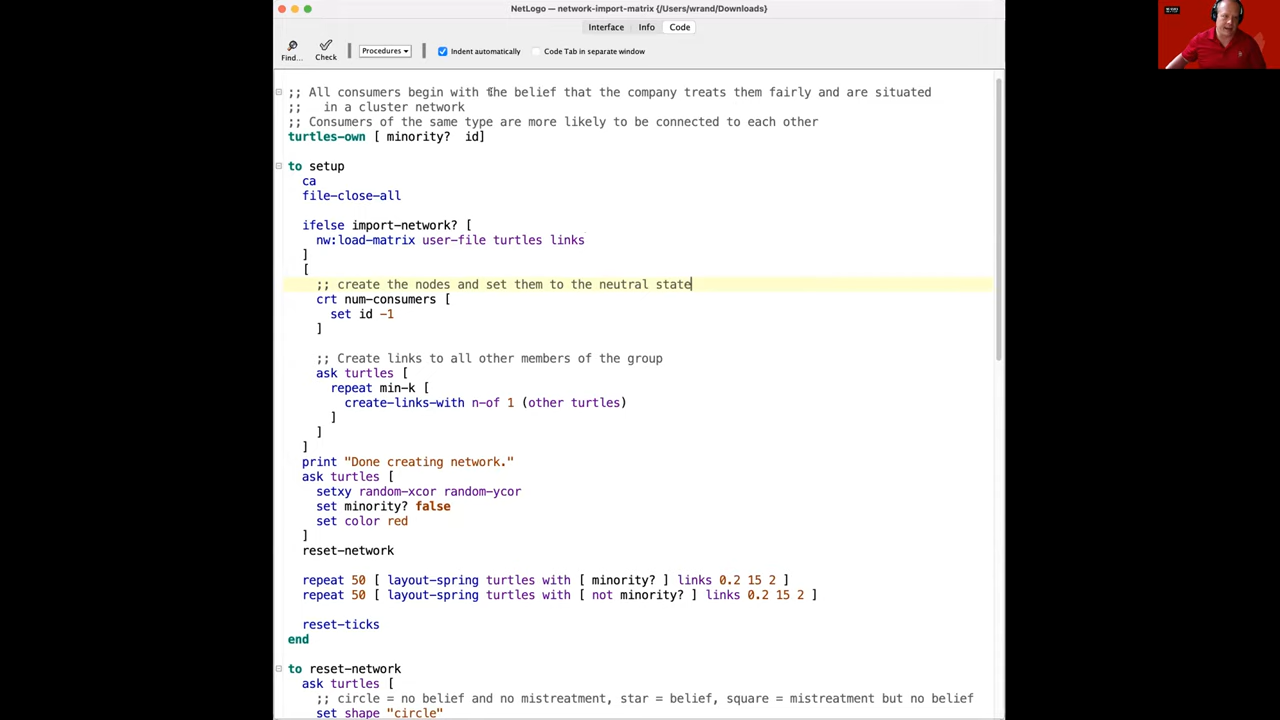 NetLogo — network-import-matrix {/Users/wrand/Downloads}
Interface Info Code
Find... Check Procedures Indent automatically Code Tab in separate window
;; All consumers begin with the belief that the company treats them fairly and are situated
;;   in a cluster network
;; Consumers of the same type are more likely to be connected to each other
turtles-own [ minority?  id]
to setup
  ca
  file-close-all
  ifelse import-network? [
    nw:load-matrix user-file turtles links
  ]
  [
    ;; create the nodes and set them to the neutral state
    crt num-consumers [
      set id -1
    ]
    ;; Create links to all other members of the group
    ask turtles [
      repeat min-k [
        create-links-with n-of 1 (other turtles)
      ]
    ]
  ]
  print "Done creating network."
  ask turtles [
    setxy random-xcor random-ycor
    set minority? false
    set color red
  ]
  reset-network
  repeat 50 [ layout-spring turtles with [ minority? ] links 0.2 15 2 ]
  repeat 50 [ layout-spring turtles with [ not minority? ] links 0.2 15 2 ]
  reset-ticks
end
to reset-network
  ask turtles [
    ;; circle = no belief and no mistreatment, star = belief, square = mistreatment but no belief
    set shape "circle"